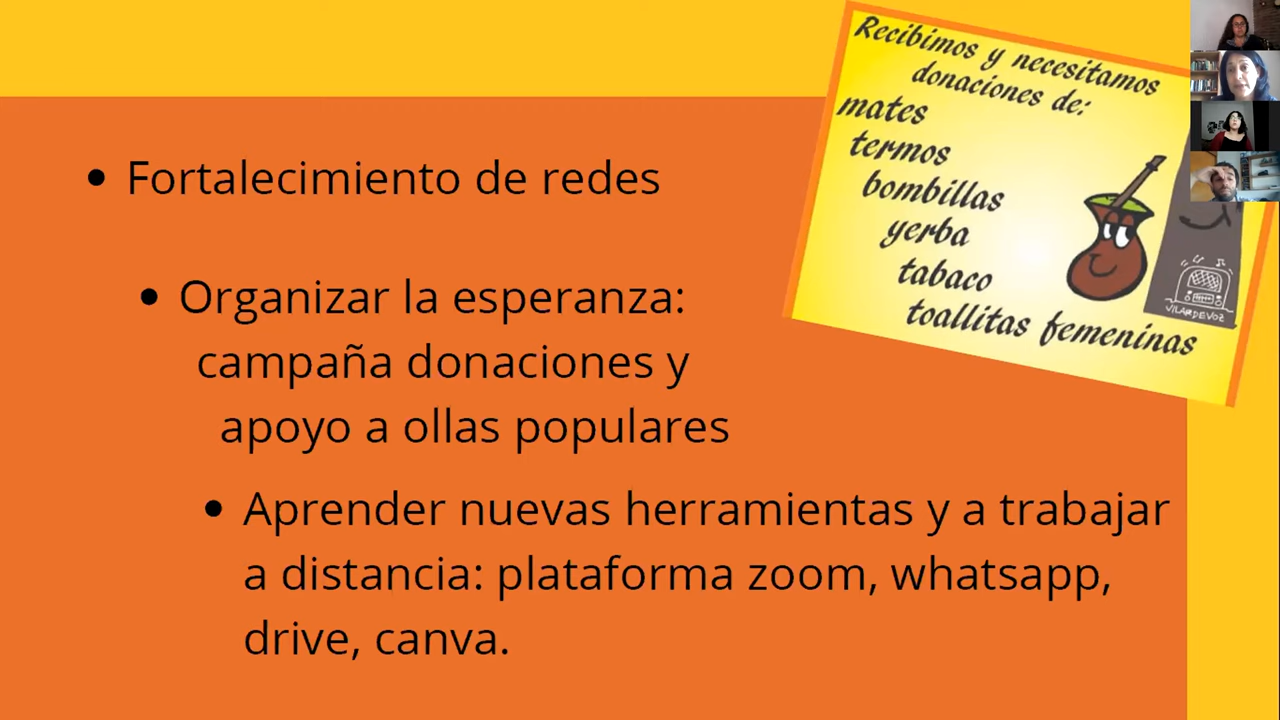 Fortalecimiento de redes
Organizar la esperanza:
campaña donaciones y
apoyo a ollas populares
Aprender nuevas herramientas y a trabajar
a distancia: plataforma zoom, whatsapp,
drive, canva.
Recibimos y necesitamos
donaciones de:
mates
termos
bombillas
yerba
tabaco
toallitas femeninas
VILARDEVOZ